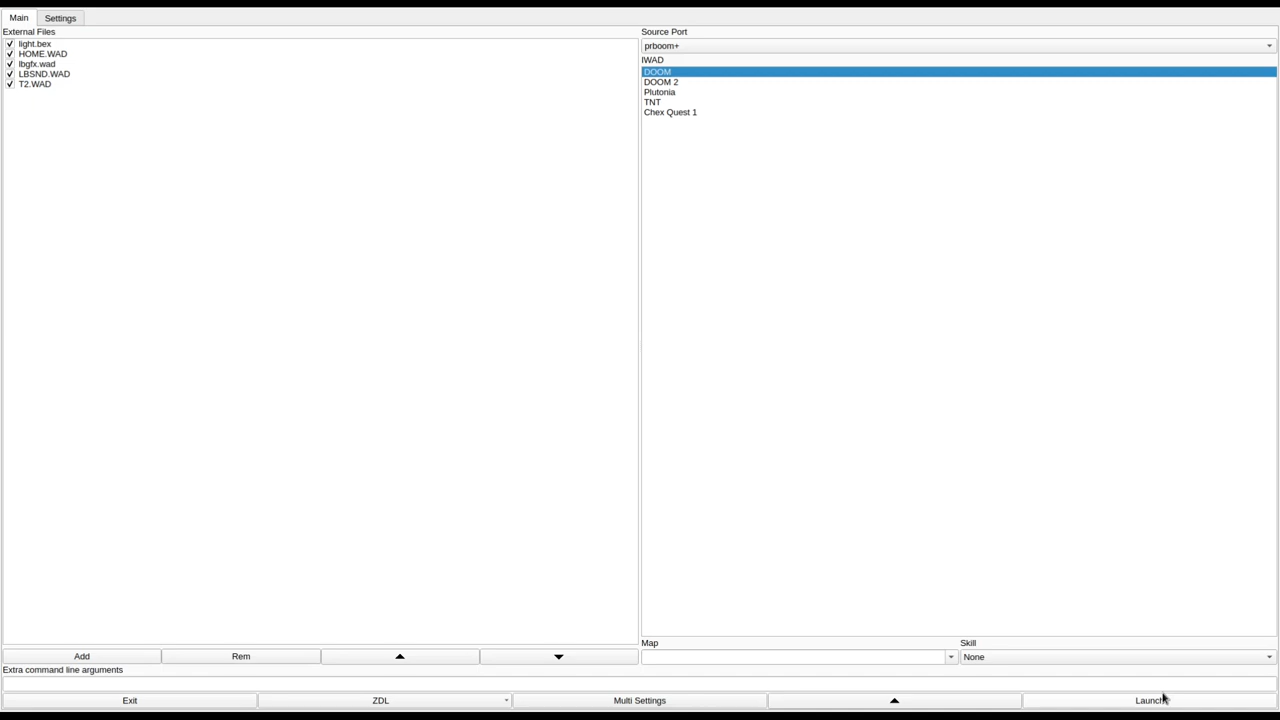 Main Settings
External Files
light.bex
HOME.WAD
lbgfx.wad
LBSND.WAD
T2.WAD
Source Port
prboom+
IWAD
DOOM
DOOM 2
Plutonia
TNT
Chex Quest 1
Map Skill
None
Add Rem
Extra command line arguments
Exit ZDL Multi Settings Launch